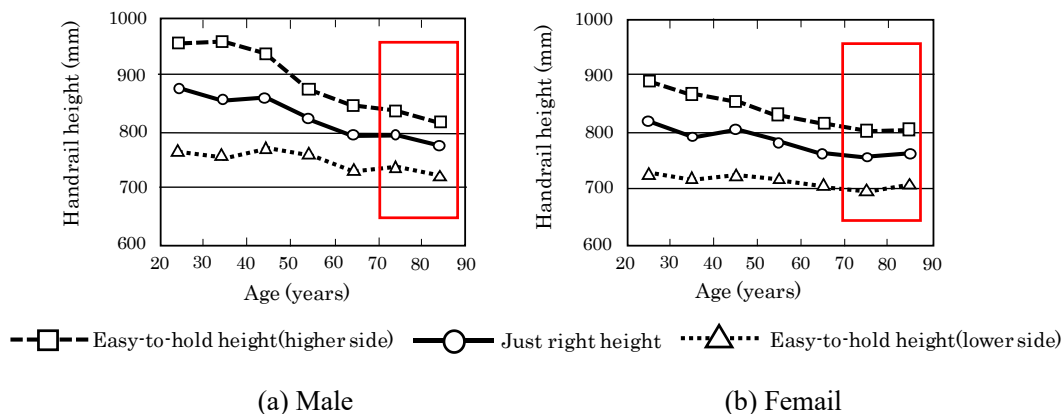 1000
900
800
700
600
Handrail height (mm)
20 30 40 50 60 70 80 90
Age (years)
1000
900
800
700
600
Handrail height (mm)
20 30 40 50 60 70 80 90
Age (years)
Easy-to-hold height(higher side) Just right height Easy-to-hold height(lower side)
(a) Male (b) Femail